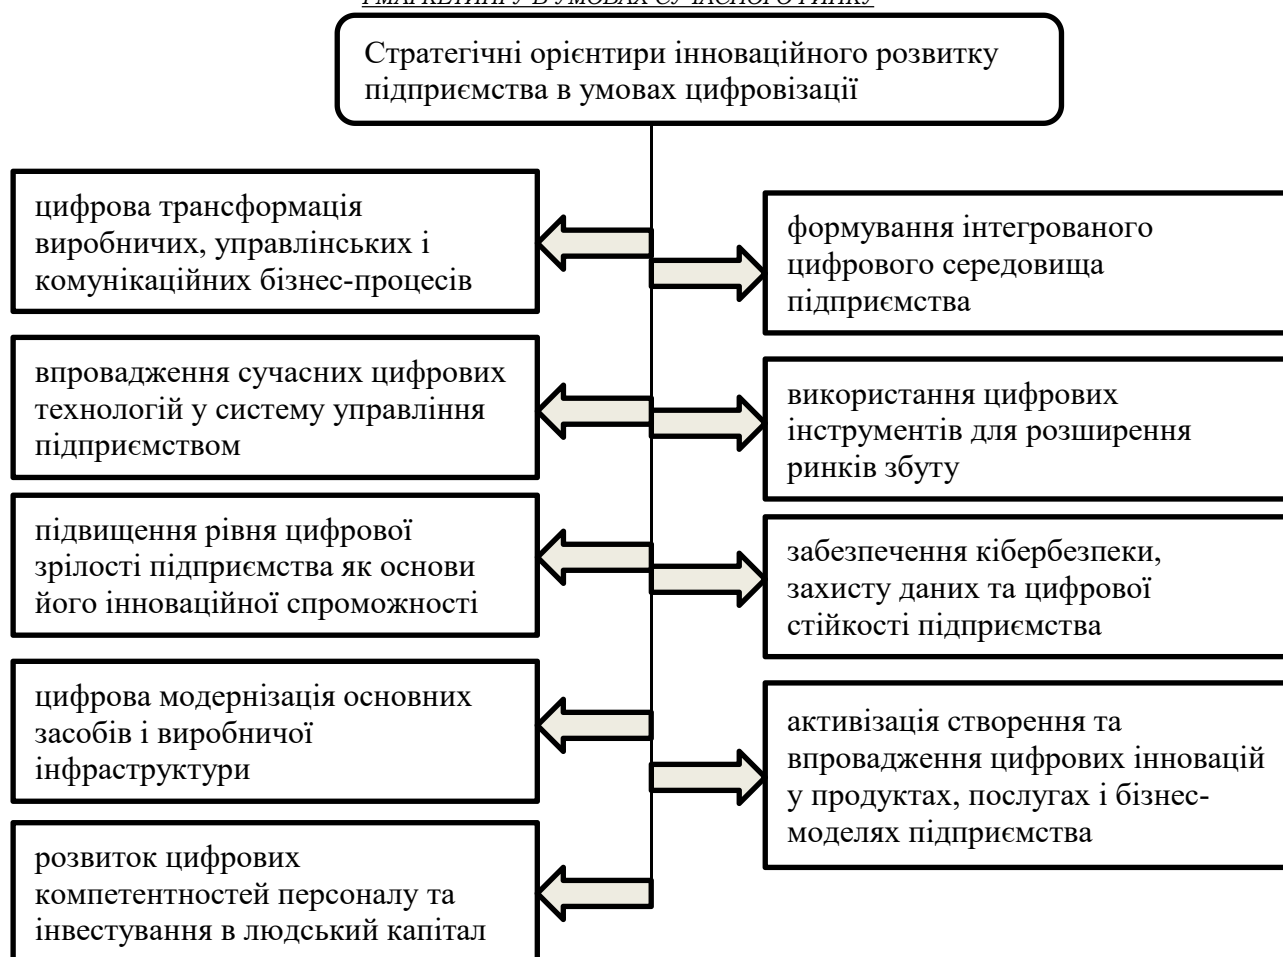 І МАРКЕТИНГУ В УМОВАХ СУЧАСНОГО РИНКУ
Стратегічні орієнтири інноваційного розвитку
підприємства в умовах цифровізації
цифрова трансформація
виробничих, управлінських і
комунікаційних бізнес-процесів
впровадження сучасних цифрових
технологій у систему управління
підприємством
підвищення рівня цифрової
зрілості підприємства як основи
його інноваційної спроможності
цифрова модернізація основних
засобів і виробничої
інфраструктури
розвиток цифрових
компетентностей персоналу та
інвестування в людський капітал
формування інтегрованого
цифрового середовища
підприємства
використання цифрових
інструментів для розширення
ринків збуту
забезпечення кібербезпеки,
захисту даних та цифрової
стійкості підприємства
активізація створення та
впровадження цифрових інновацій
у продуктах, послугах і бізнес-
моделях підприємства